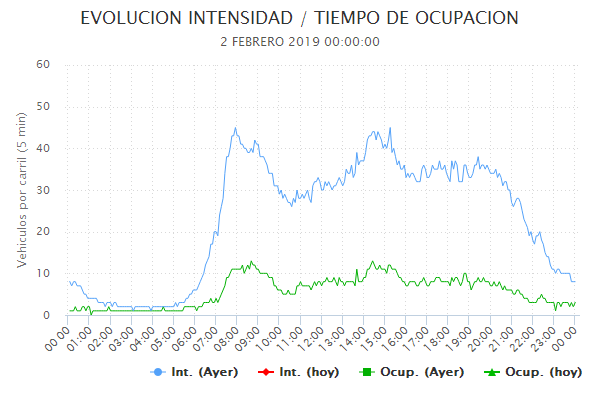 EVOLUCION INTENSIDAD / TIEMPO DE OCUPACION
2 FEBRERO 2019 00:00:00
Vehiculos por carril (5 min)
60
50
40
30
20
10
0
00:00 01:00 02:00 03:00 04:00 05:00 06:00 07:00 08:00 09:00 10:00 11:00 12:00 13:00 14:00 15:00 16:00 17:00 18:00 19:00 20:00 21:00 22:00 23:00 00:00
Int. (Ayer) Int. (hoy) Ocup. (Ayer) Ocup. (hoy)